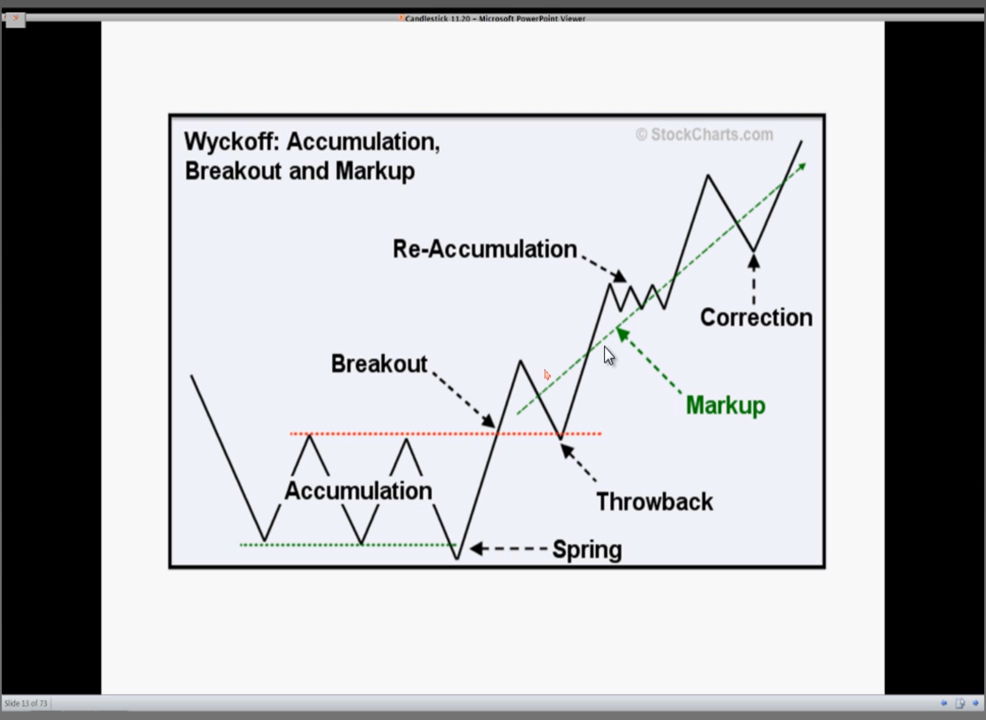 Candlestick 11.20 - Microsoft PowerPoint Viewer
© StockCharts.com
Wyckoff: Accumulation,
Breakout and Markup
Re-Accumulation
Correction
Breakout
Markup
Accumulation
Throwback
Spring
Slide 13 of 73